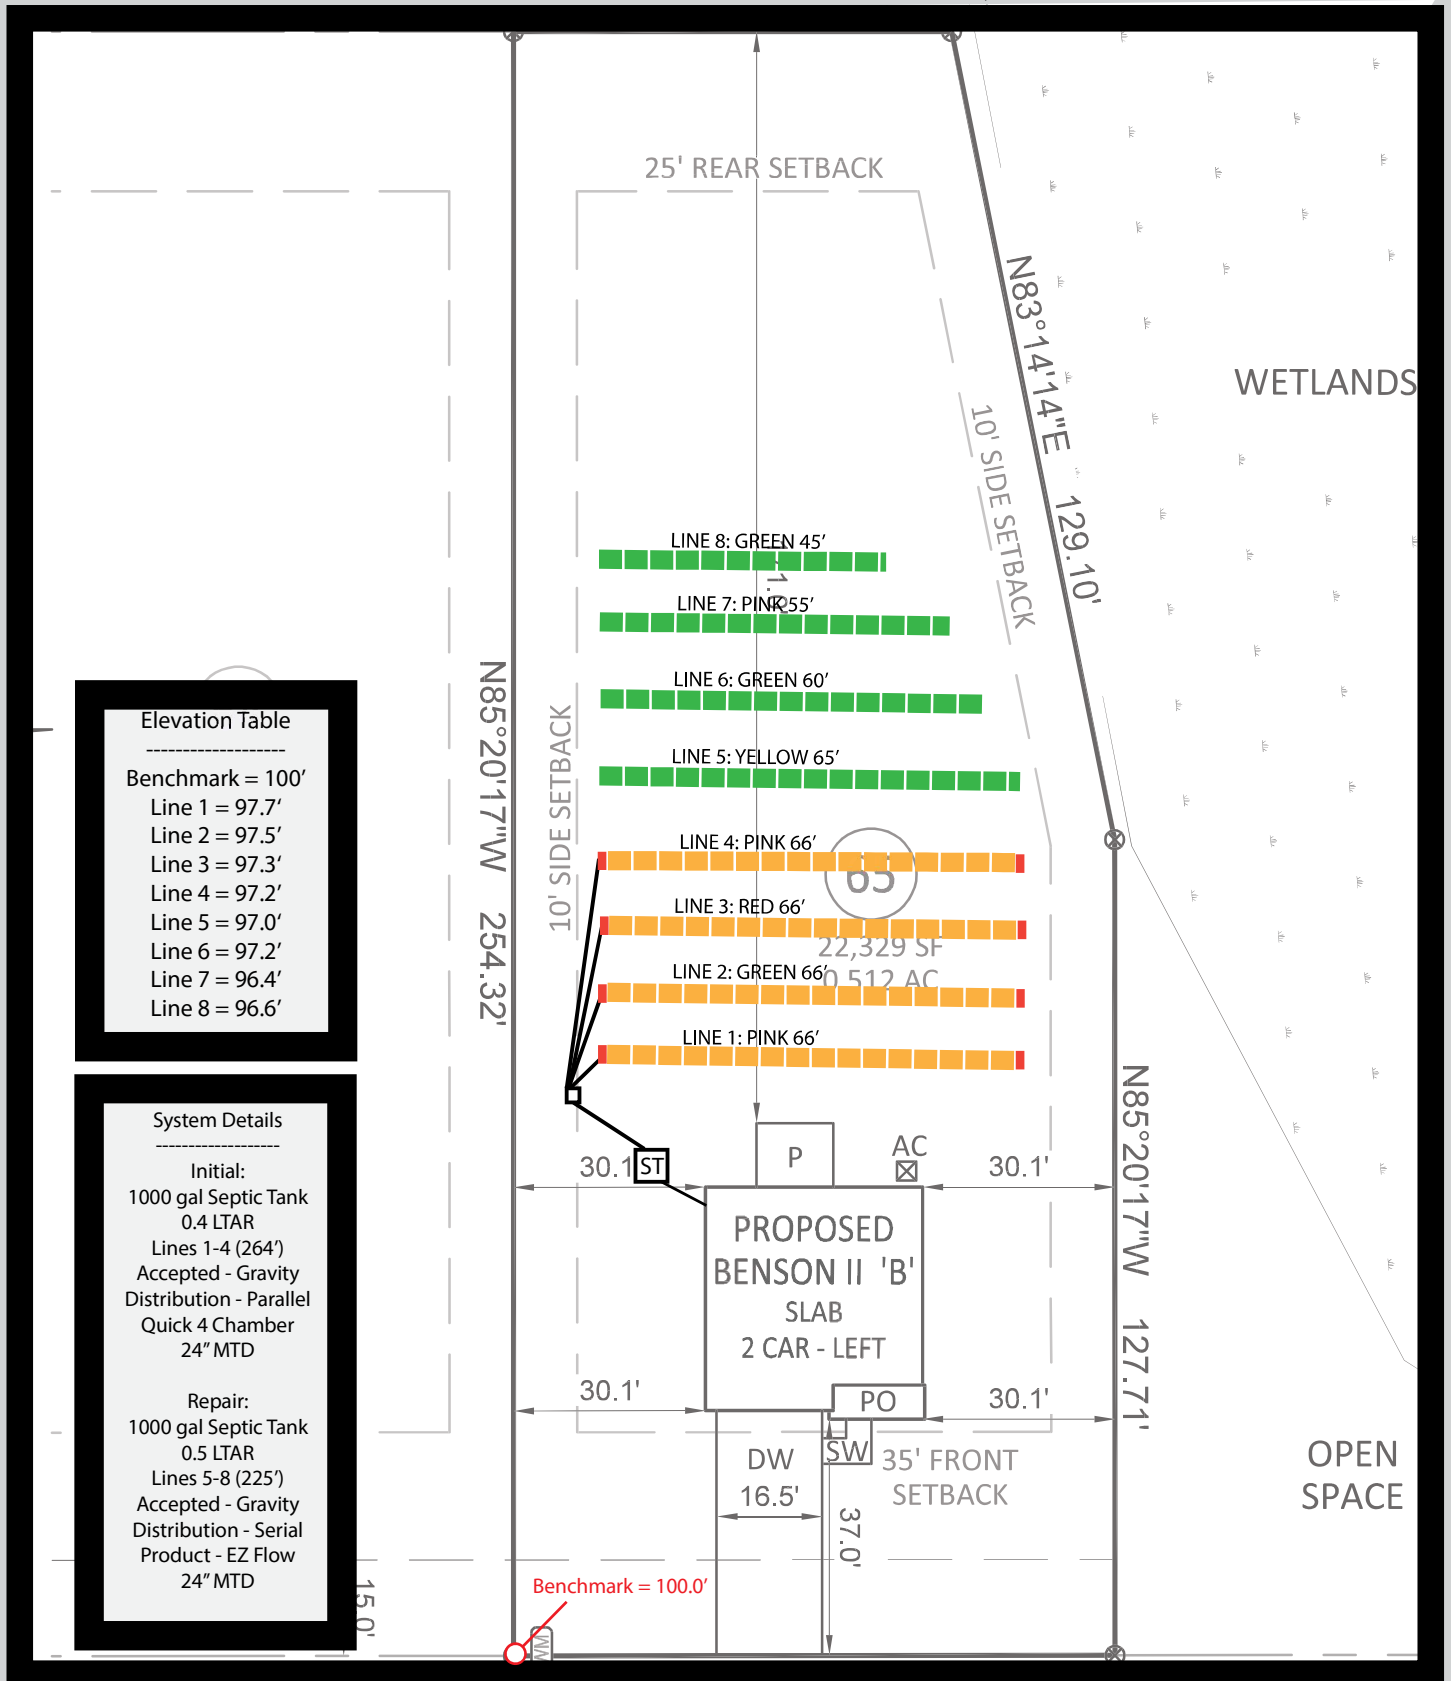 25' REAR SETBACK
N83°14'14"E 129.10'
WETLANDS
10' SIDE SETBACK
LINE 8: GREEN 45'
LINE 7: PINK 55'
LINE 6: GREEN 60'
LINE 5: YELLOW 65'
N85°20'17"W 254.32'
10' SIDE SETBACK
LINE 4: PINK 66'
63
LINE 3: RED 66'
22,329 SF
0.512 AC
LINE 2: GREEN 66'
LINE 1: PINK 66'
Elevation Table
-------------------
Benchmark = 100'
Line 1 = 97.7'
Line 2 = 97.5'
Line 3 = 97.3'
Line 4 = 97.2'
Line 5 = 97.0'
Line 6 = 97.2'
Line 7 = 96.4'
Line 8 = 96.6'
System Details
-----------------
Initial:
1000 gal Septic Tank
0.4 LTAR
Lines 1-4 (264')
Accepted - Gravity
Distribution - Parallel
Quick 4 Chamber
24" MTD
Repair:
1000 gal Septic Tank
0.5 LTAR
Lines 5-8 (225')
Accepted - Gravity
Distribution - Serial
Product - EZ Flow
24" MTD
ST
P
AC
30.1
30.1'
N85°20'17"W 127.71'
PROPOSED
BENSON II 'B'
SLAB
2 CAR - LEFT
30.1'
PO
30.1'
DW
16.5'
SW
35' FRONT
SETBACK
37.0'
OPEN
SPACE
15.0'
Benchmark = 100.0'
WM